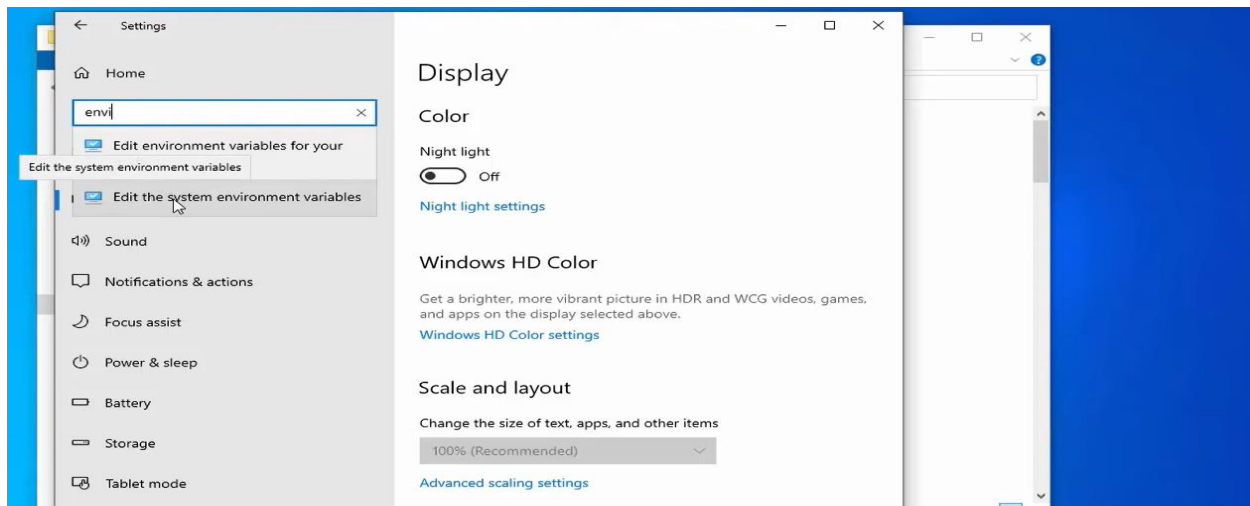 Settings
Home
envi
Edit environment variables for your
Edit the system environment variables
Edit the system environment variables
Sound
Notifications & actions
Focus assist
Power & sleep
Battery
Storage
Tablet mode
Display
Color
Night light
Off
Night light settings
Windows HD Color
Get a brighter, more vibrant picture in HDR and WCG videos, games,
and apps on the display selected above.
Windows HD Color settings
Scale and layout
Change the size of text, apps, and other items
100% (Recommended)
Advanced scaling settings
?